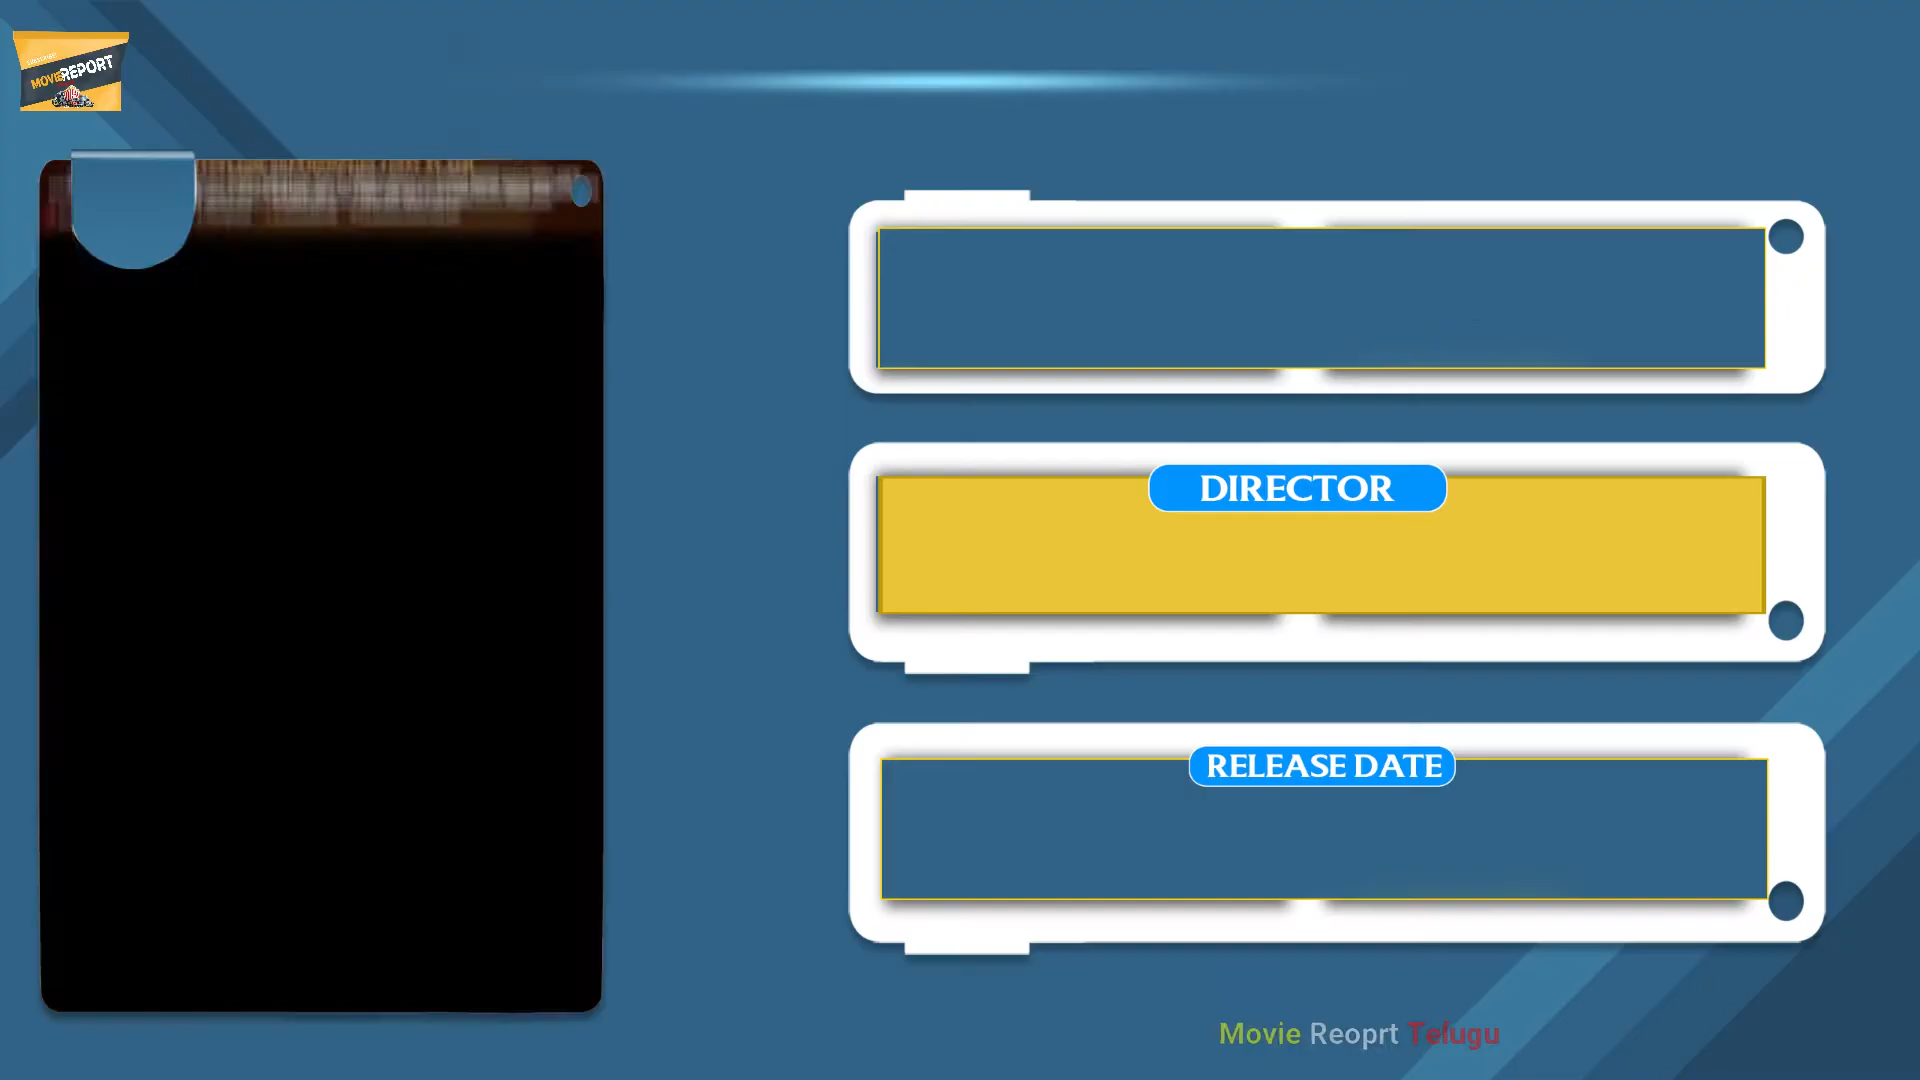 MOVIE REPORT
DIRECTOR
RELEASE DATE
Movie Reoprt Telugu